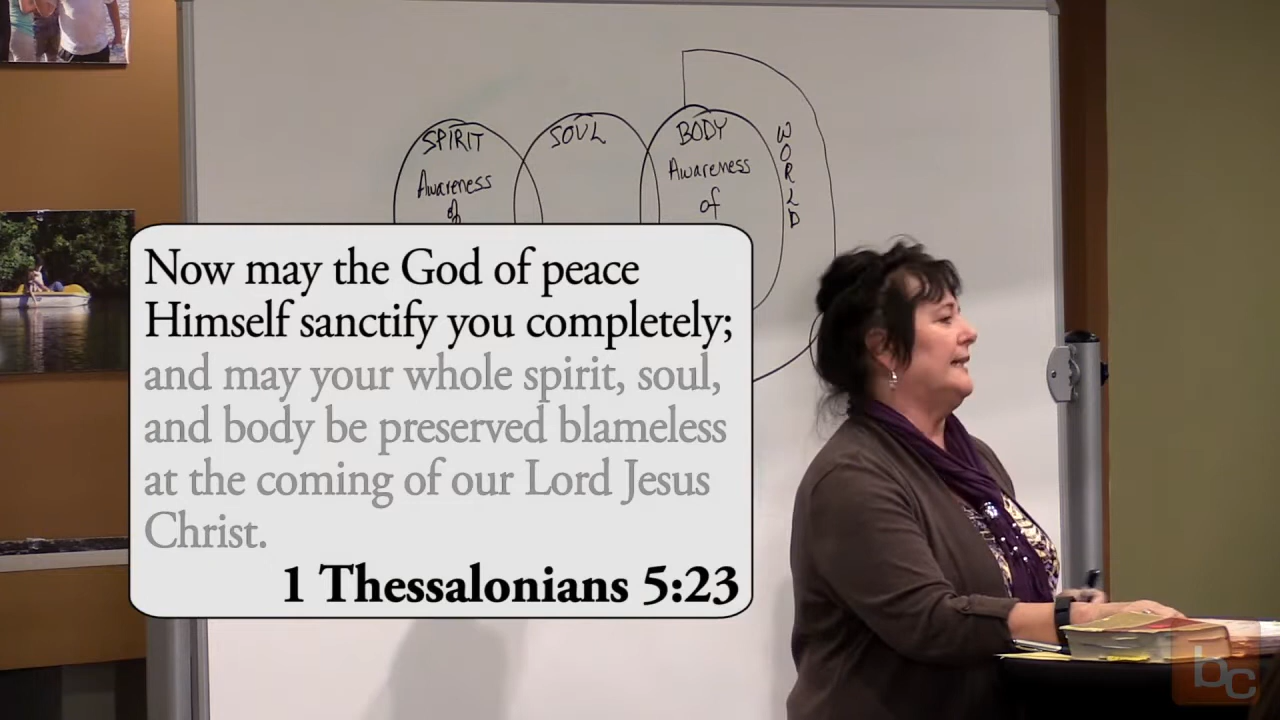 SPIRIT SOUL BODY WORLD
Awareness Awareness
of of
Now may the God of peace
Himself sanctify you completely;
and may your whole spirit, soul,
and body be preserved blameless
at the coming of our Lord Jesus
Christ.
1 Thessalonians 5:23
bc